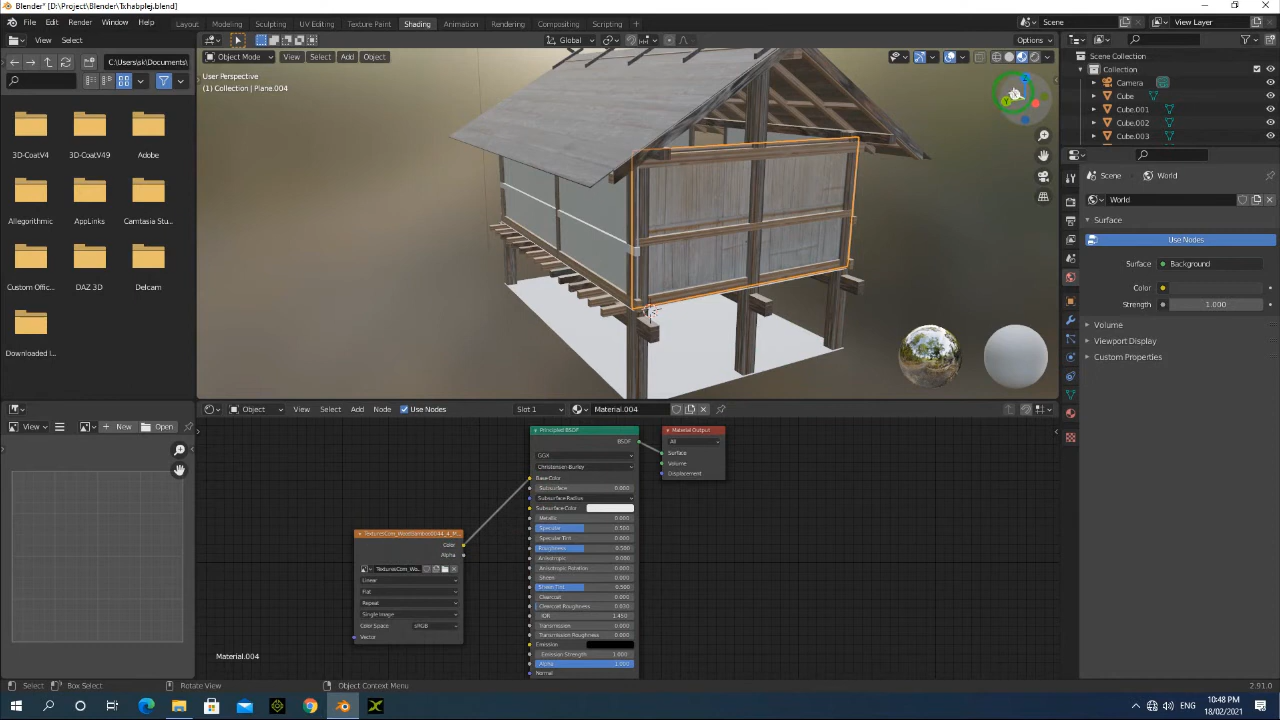 Blender* [D:\Project\Blender\Txhabplej.blend]
File Edit Render Window Help
Layout Modeling Sculpting UV Editing Texture Paint Shading Animation Rendering Compositing Scripting
Scene View Layer
View Select
Global Options
Object Mode View Select Add Object
C:\Users\ski\Documents\
User Perspective
(1) Collection | Plane.004
3D-CoatV4 3D-CoatV49 Adobe
Allegorithmic AppLinks Camtasia Stu...
Custom Offic... DAZ 3D Delcam
Downloaded I...
Scene Collection
Collection
Camera
Cube
Cube.001
Cube.002
Cube.003
Scene World
World
Surface
Use Nodes
Surface: Background
Color
Strength: 1.000
Volume
Viewport Display
Custom Properties
View New Open
Object View Select Add Node Use Nodes Slot 1 Material.004
Principled BSDF
BSDF
GGX
Christensen-Burley
Base Color
Subsurface 0.000
Subsurface Radius
Subsurface Color
Metallic 0.000
Specular 0.500
Specular Tint 0.000
Roughness 0.500
Anisotropic 0.000
Anisotropic Rotation 0.000
Sheen 0.000
Sheen Tint 0.500
Clearcoat 0.000
Clearcoat Roughness 0.030
IOR 1.450
Transmission 0.000
Transmission Roughness 0.000
Emission
Emission Strength 1.000
Alpha 1.000
Normal
Material Output
All
Surface
Volume
Displacement
TexturesCom_WoodBamboo0044_4_M...
Color
Alpha
TexturesCom_Wo...
Linear
Flat
Repeat
Single Image
Color Space sRGB
Vector
Material.004
Select Box Select Rotate View Object Context Menu 2.91.0
10:48 PM
18/02/2021